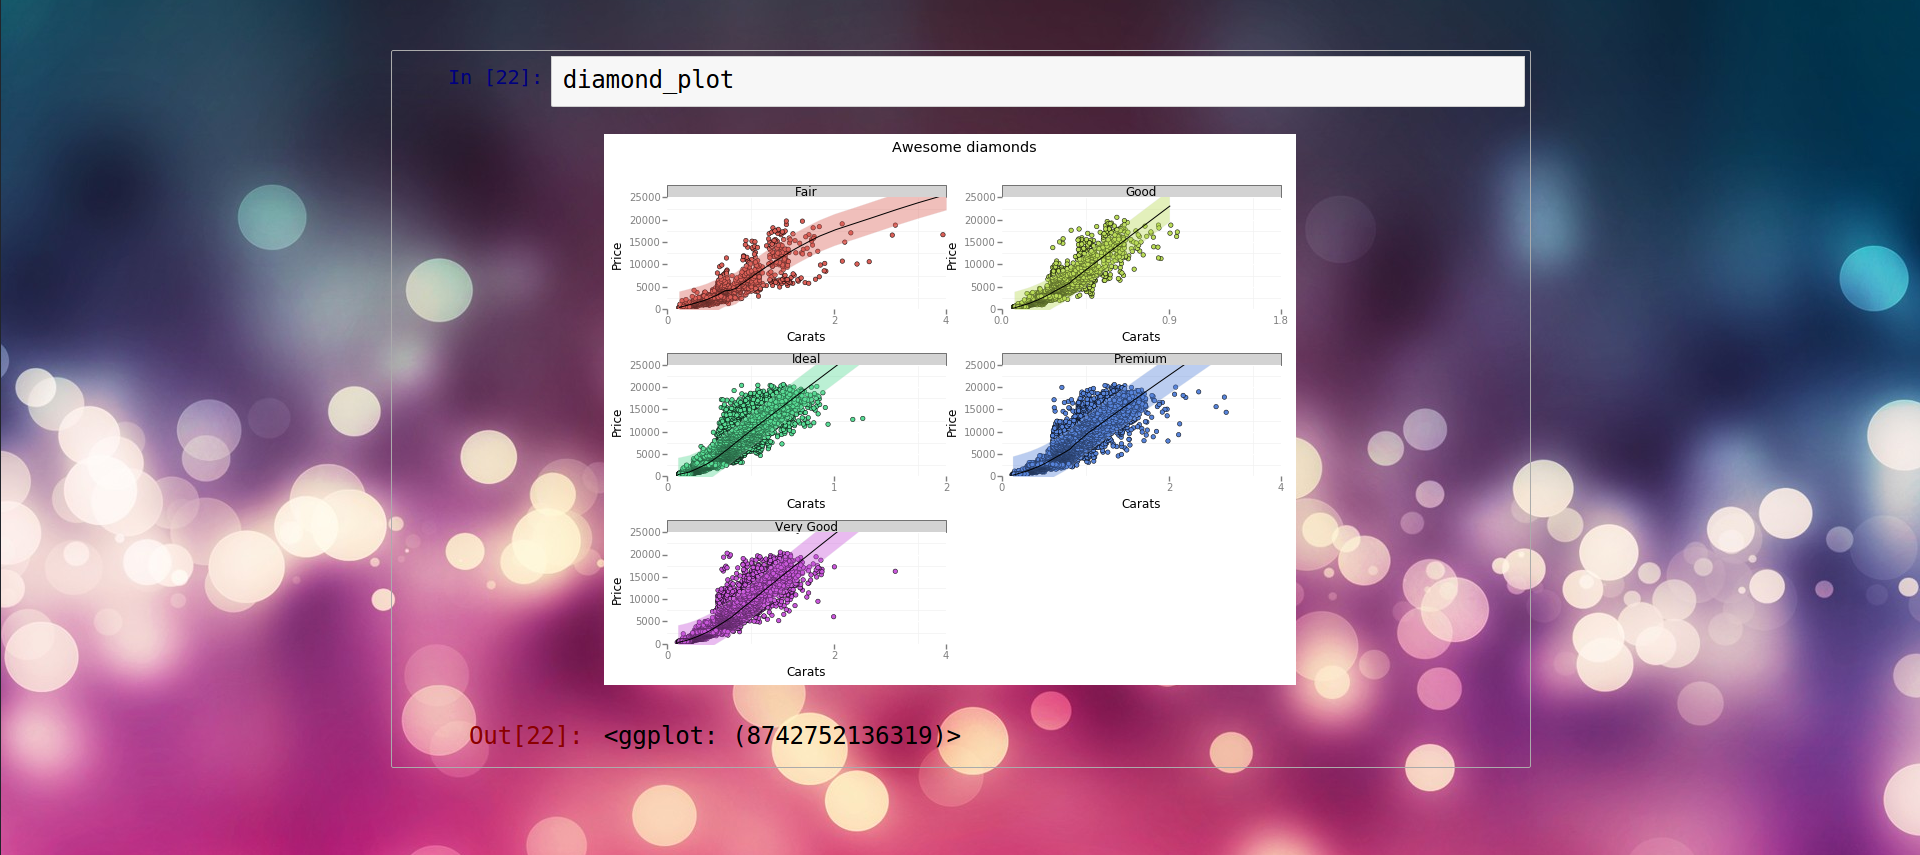 In [22]: diamond_plot
Awesome diamonds
Fair
Price
25000
20000
15000
10000
5000
0
0 2 4
Carats
Good
Price
25000
20000
15000
10000
5000
0
0.0 0.9 1.8
Carats
Ideal
Price
25000
20000
15000
10000
5000
0
0 1 2
Carats
Premium
Price
25000
20000
15000
10000
5000
0
0 2 4
Carats
Very Good
Price
25000
20000
15000
10000
5000
0
0 2 4
Carats
Out[22]: <ggplot: (8742752136319)>